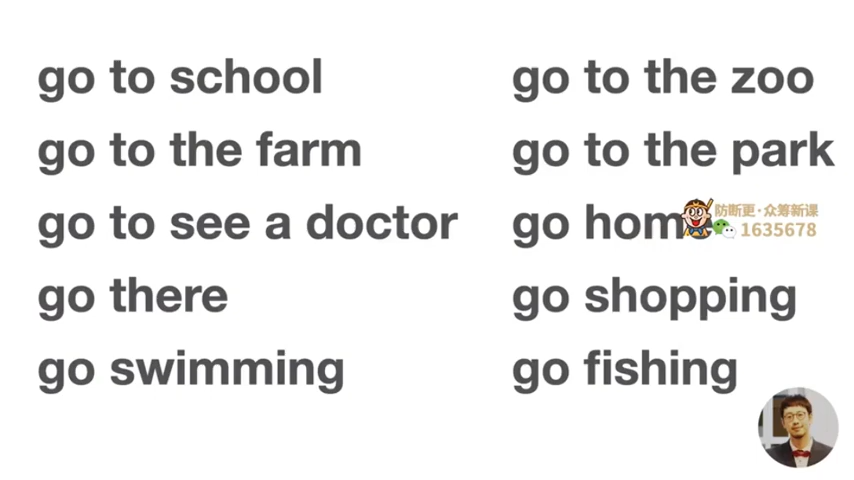 go to school
go to the farm
go to see a doctor
go there
go swimming
go to the zoo
go to the park
go hom
防断更·众筹新课
1635678
go shopping
go fishing